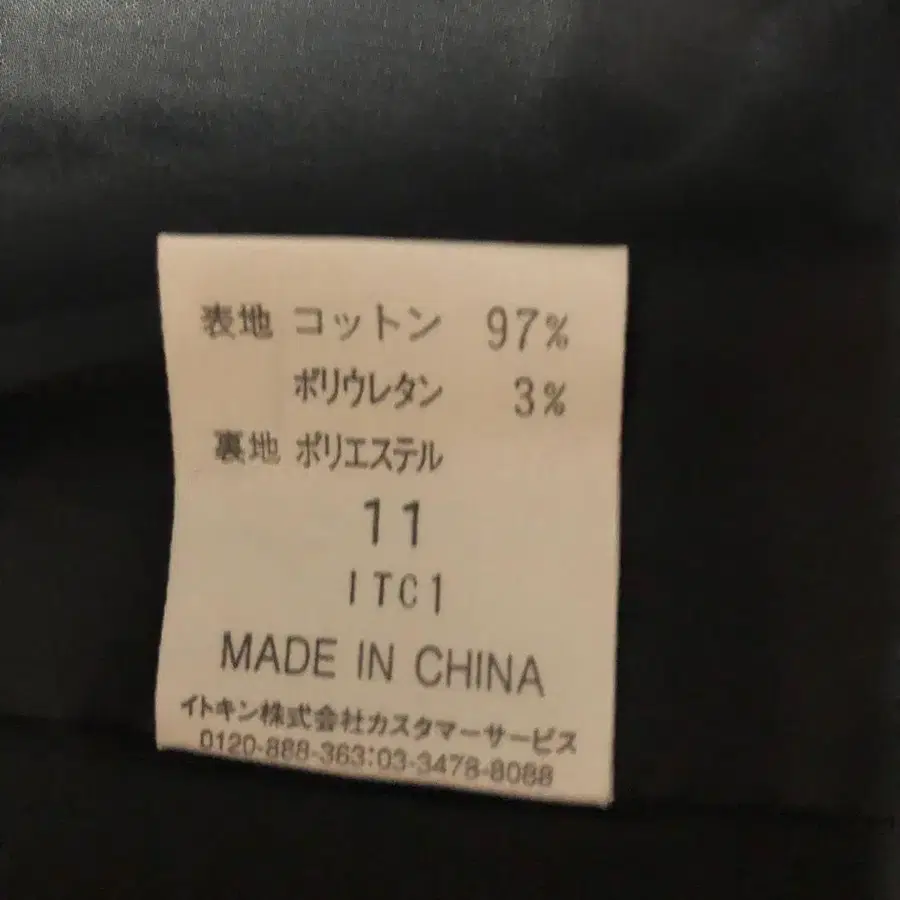 表地 コットン 97%
ポリウレタン 3%
裏地 ポリエステル
11
ITC1
MADE IN CHINA
イトキン株式会社カスタマーサービス
0120-888-363:03-3478-8088